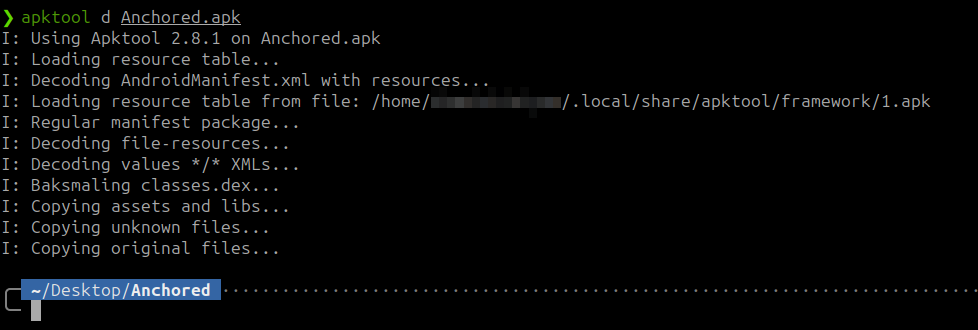 ❯ apktool d Anchored.apk
I: Using Apktool 2.8.1 on Anchored.apk
I: Loading resource table...
I: Decoding AndroidManifest.xml with resources...
I: Loading resource table from file: /home/ /.local/share/apktool/framework/1.apk
I: Regular manifest package...
I: Decoding file-resources...
I: Decoding values */* XMLs...
I: Baksmaling classes.dex...
I: Copying assets and libs...
I: Copying unknown files...
I: Copying original files...
~/Desktop/Anchored